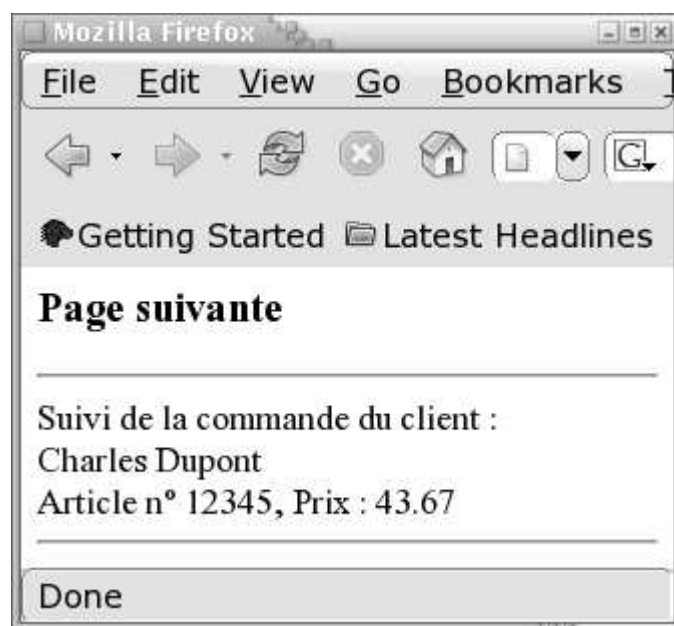 Mozilla Firefox
File Edit View Go Bookmarks
G
Getting Started Latest Headlines
Page suivante
Suivi de la commande du client :
Charles Dupont
Article n° 12345, Prix : 43.67
Done